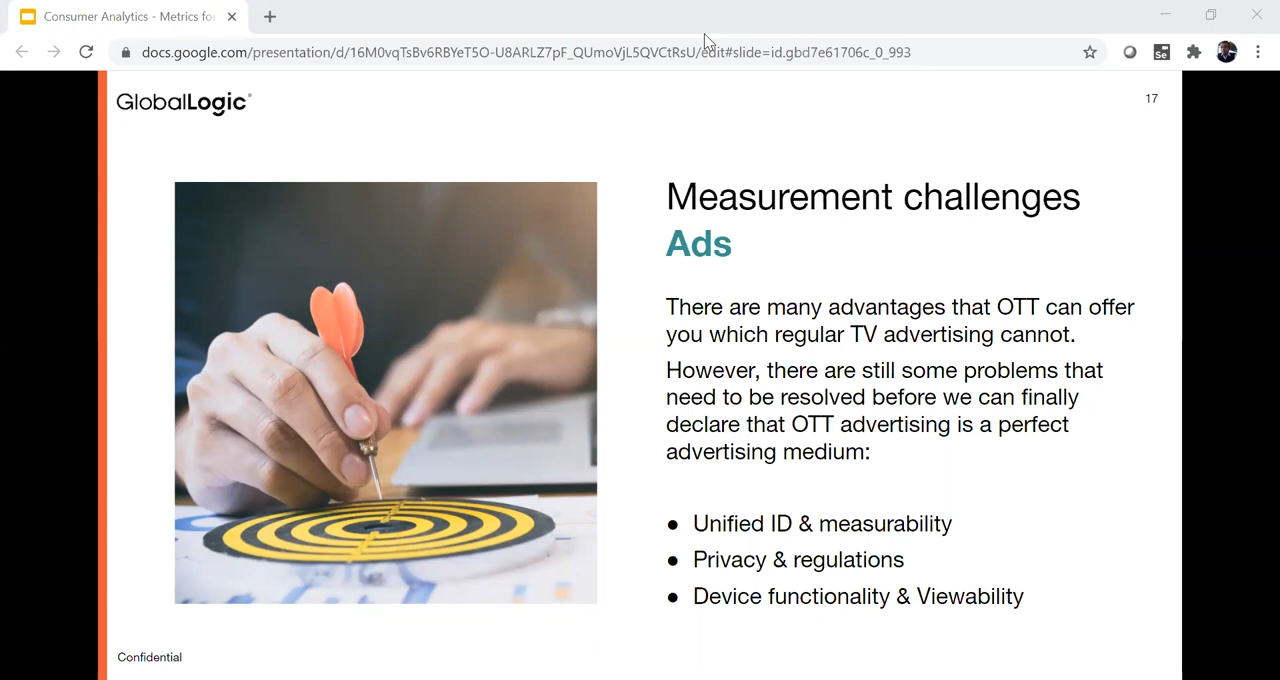 Consumer Analytics - Metrics for
docs.google.com/presentation/d/16M0vqTsBv6RBYeT5O-U8ARLZ7pF_QUmoVjL5QVCtRsU/edit#slide=id.gbd7e61706c_0_993
Se
GlobalLogic®
17
Measurement challenges
Ads
There are many advantages that OTT can offer
you which regular TV advertising cannot.
However, there are still some problems that
need to be resolved before we can finally
declare that OTT advertising is a perfect
advertising medium:
● Unified ID & measurability
● Privacy & regulations
● Device functionality & Viewability
Confidential